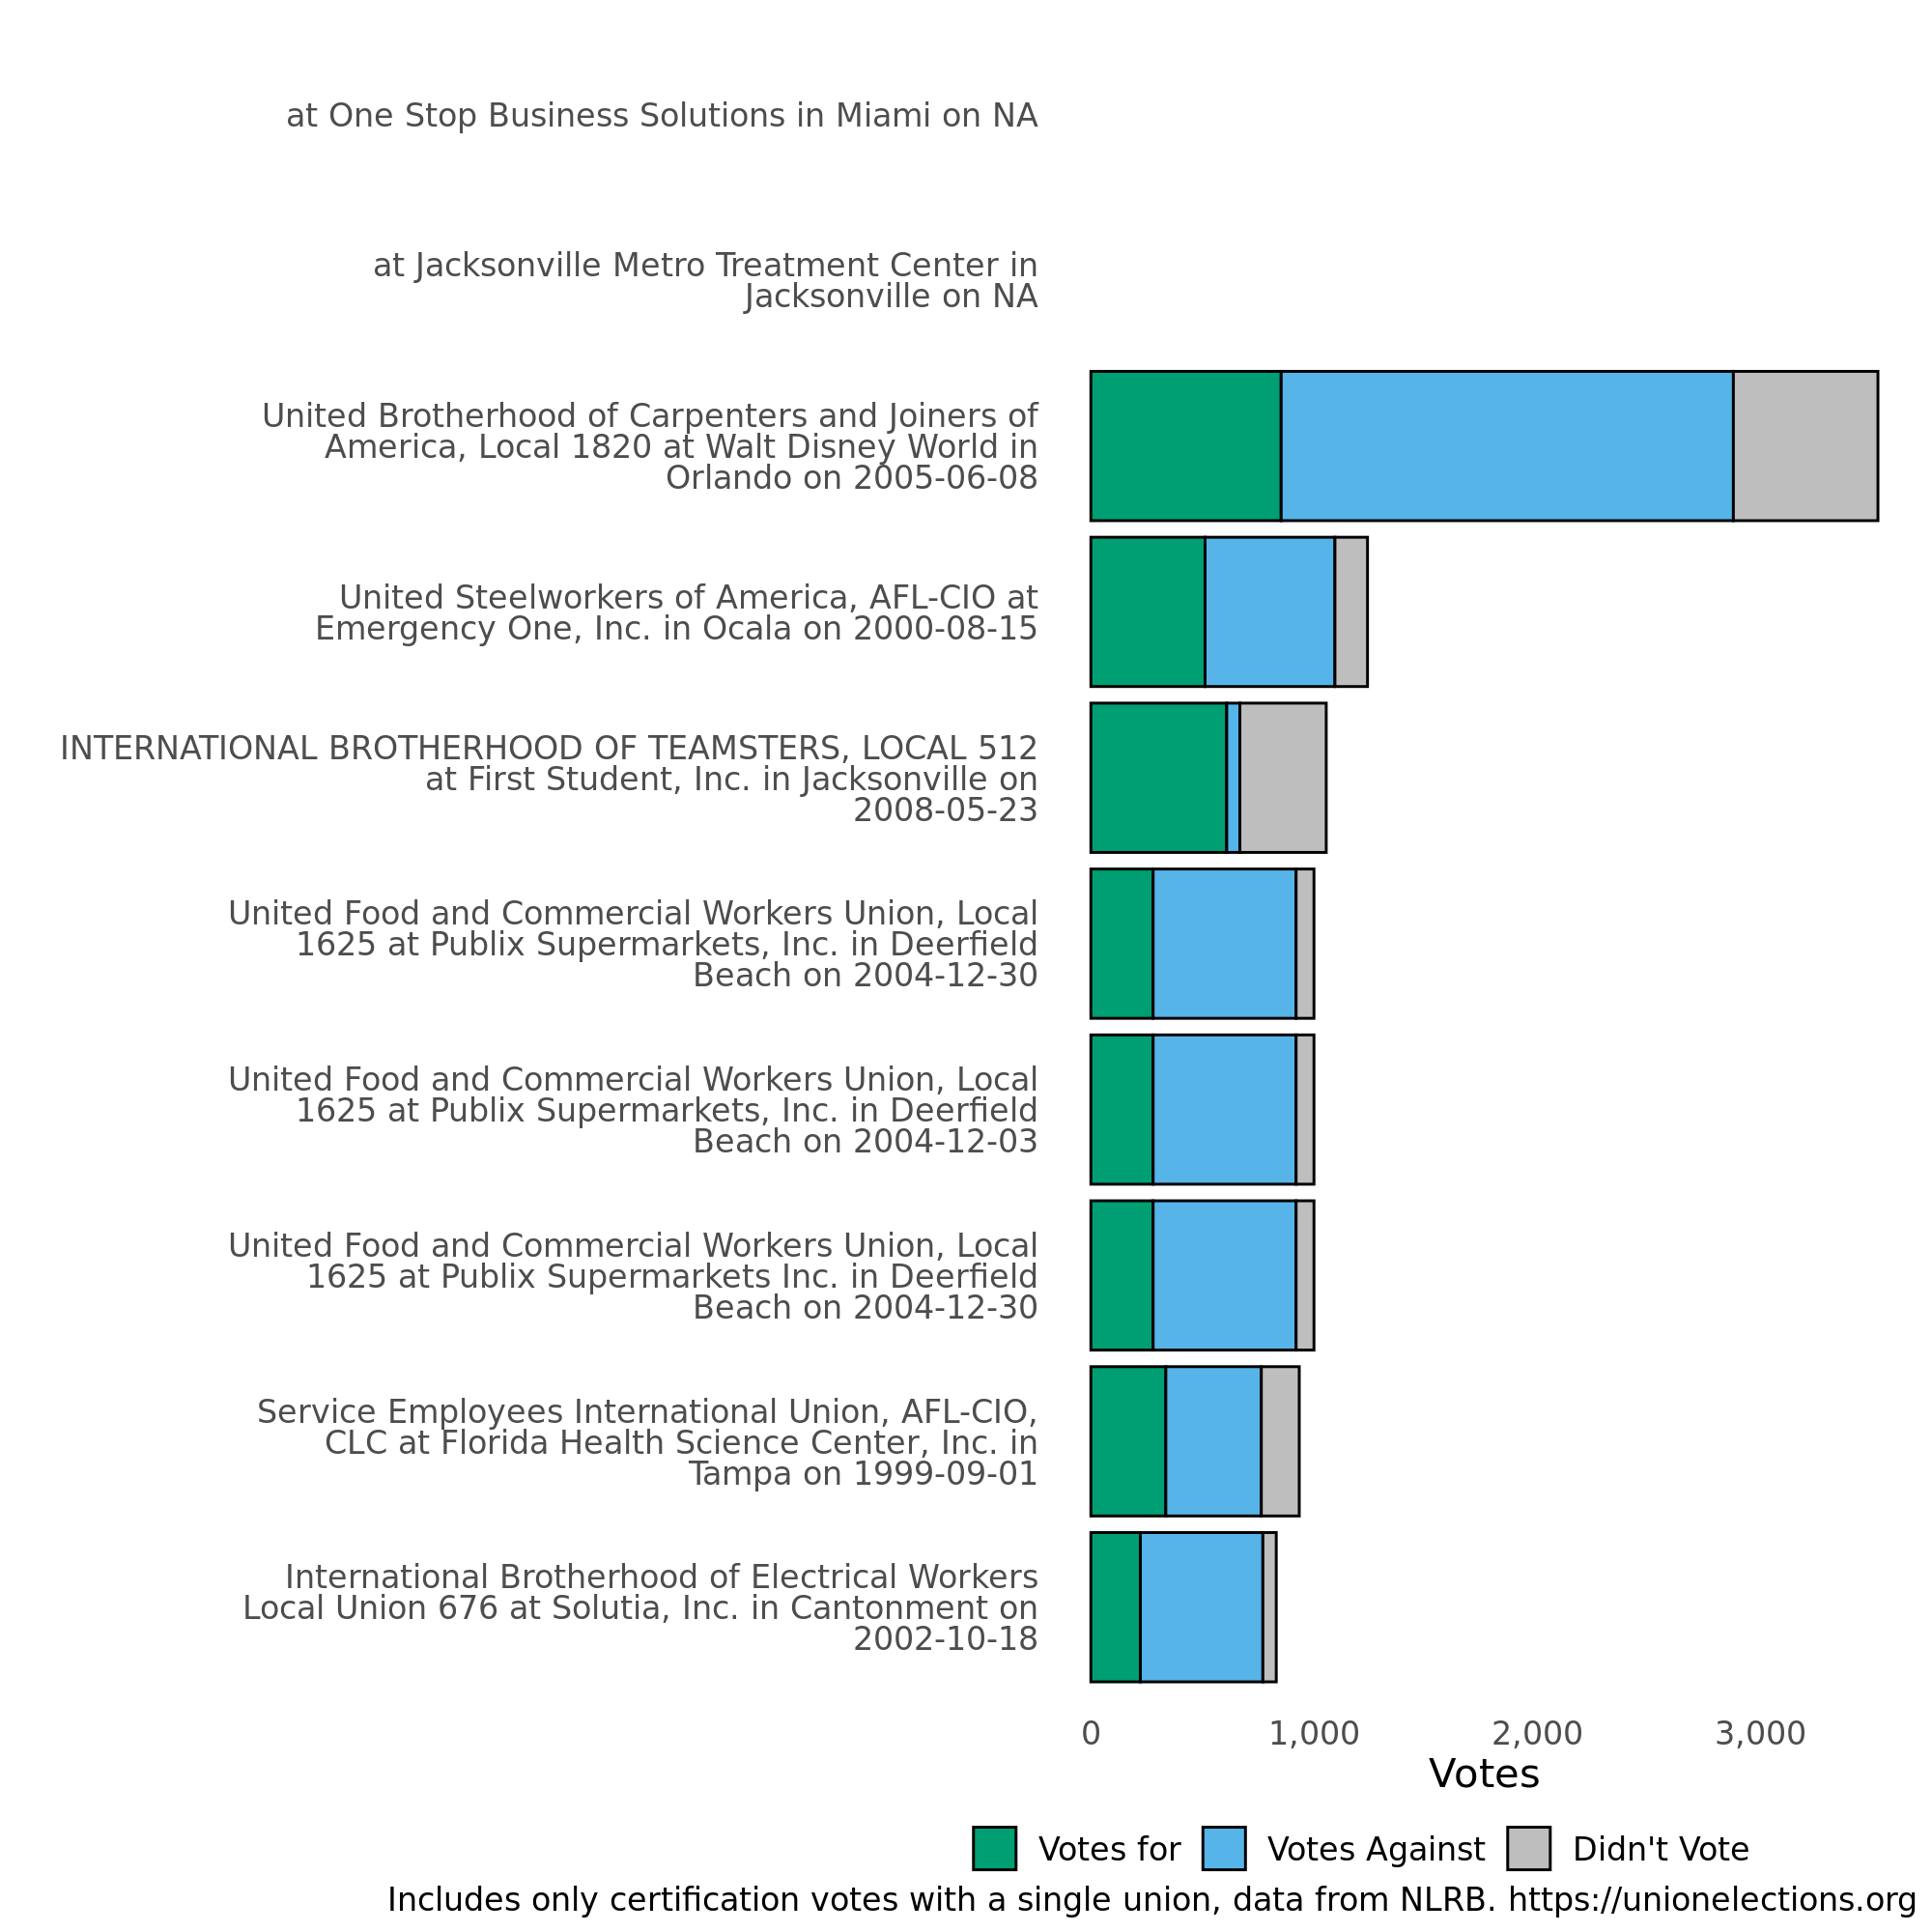 at One Stop Business Solutions in Miami on NA
at Jacksonville Metro Treatment Center in
Jacksonville on NA
United Brotherhood of Carpenters and Joiners of
America, Local 1820 at Walt Disney World in
Orlando on 2005-06-08
United Steelworkers of America, AFL-CIO at
Emergency One, Inc. in Ocala on 2000-08-15
INTERNATIONAL BROTHERHOOD OF TEAMSTERS, LOCAL 512
at First Student, Inc. in Jacksonville on
2008-05-23
United Food and Commercial Workers Union, Local
1625 at Publix Supermarkets, Inc. in Deerfield
Beach on 2004-12-30
United Food and Commercial Workers Union, Local
1625 at Publix Supermarkets, Inc. in Deerfield
Beach on 2004-12-03
United Food and Commercial Workers Union, Local
1625 at Publix Supermarkets Inc. in Deerfield
Beach on 2004-12-30
Service Employees International Union, AFL-CIO,
CLC at Florida Health Science Center, Inc. in
Tampa on 1999-09-01
International Brotherhood of Electrical Workers
Local Union 676 at Solutia, Inc. in Cantonment on
2002-10-18
0 1,000 2,000 3,000
Votes
Votes for Votes Against Didn't Vote
Includes only certification votes with a single union, data from NLRB. https://unionelections.org